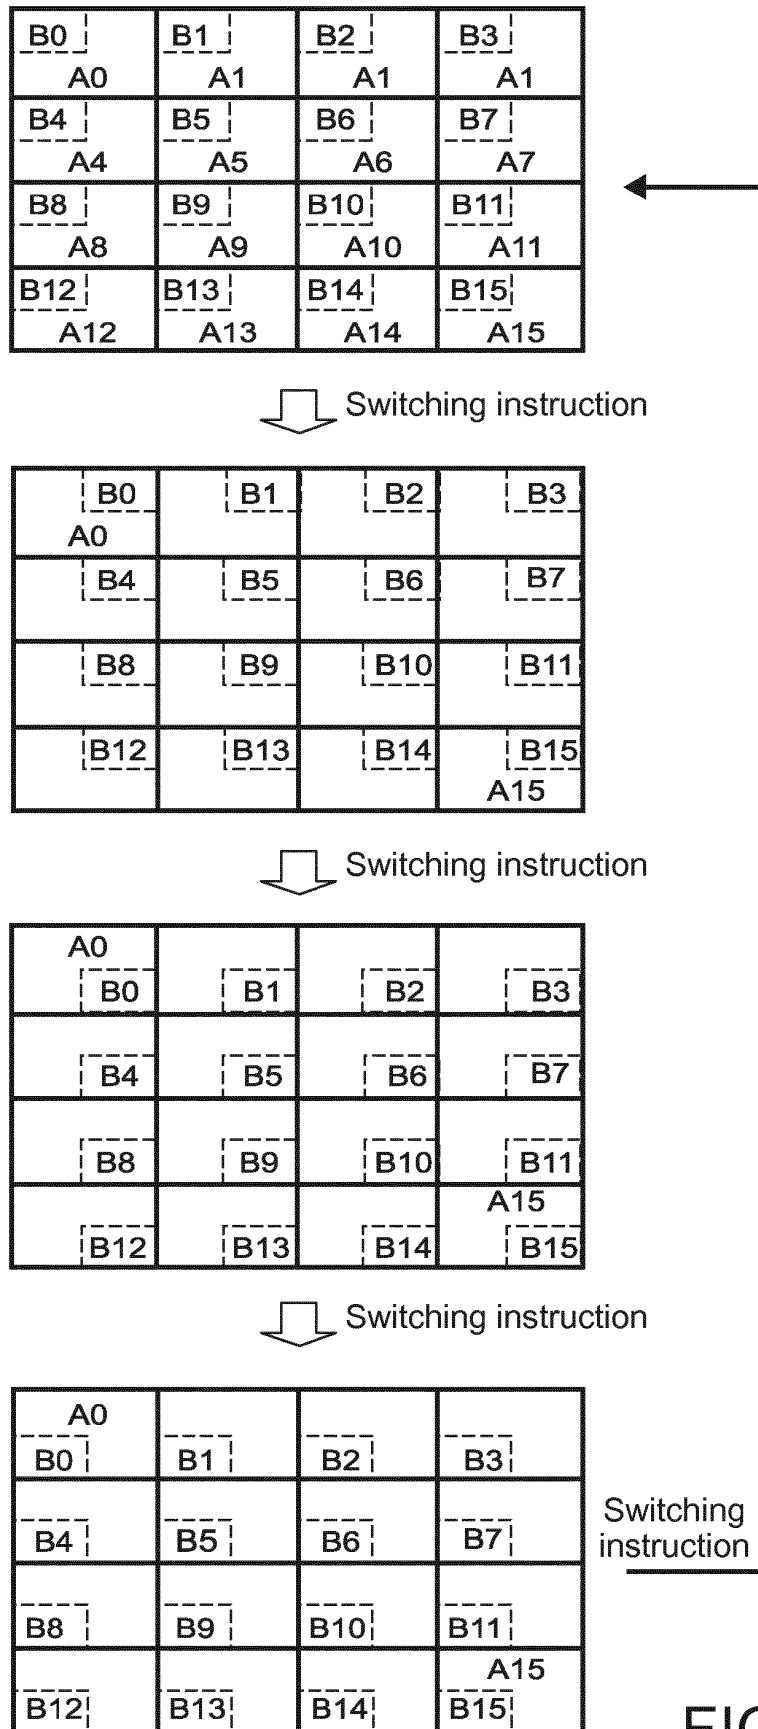 B0 B1 B2 B3
A0 A1 A1 A1
B4 B5 B6 B7
A4 A5 A6 A7
B8 B9 B10 B11
A8 A9 A10 A11
B12 B13 B14 B15
A12 A13 A14 A15
Switching instruction
B0 B1 B2 B3
A0
B4 B5 B6 B7
B8 B9 B10 B11
B12 B13 B14 B15
A15
Switching instruction
A0
B0 B1 B2 B3
B4 B5 B6 B7
B8 B9 B10 B11
A15
B12 B13 B14 B15
Switching instruction
A0
B0 B1 B2 B3
Switching
instruction
B4 B5 B6 B7
B8 B9 B10 B11
A15
B12 B13 B14 B15